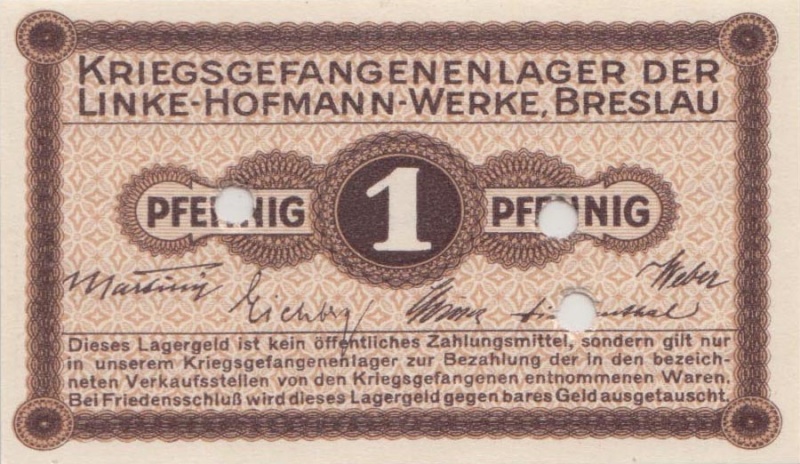 KRIEGSGEFANGENENLAGER DER
LINKE-HOFMANN-WERKE, BRESLAU
PFENNIG 1 PFENNIG
Weber
Dieses Lagergeld ist kein öffentliches Zahlungsmittel, sondern gilt nur
in unserem Kriegsgefangenenlager zur Bezahlung der in den bezeich-
neten Verkaufsstellen von den Kriegsgefangenen entnommenen Waren.
Bei Friedensschluß wird dieses Lagergeld gegen bares Geld ausgetauscht.